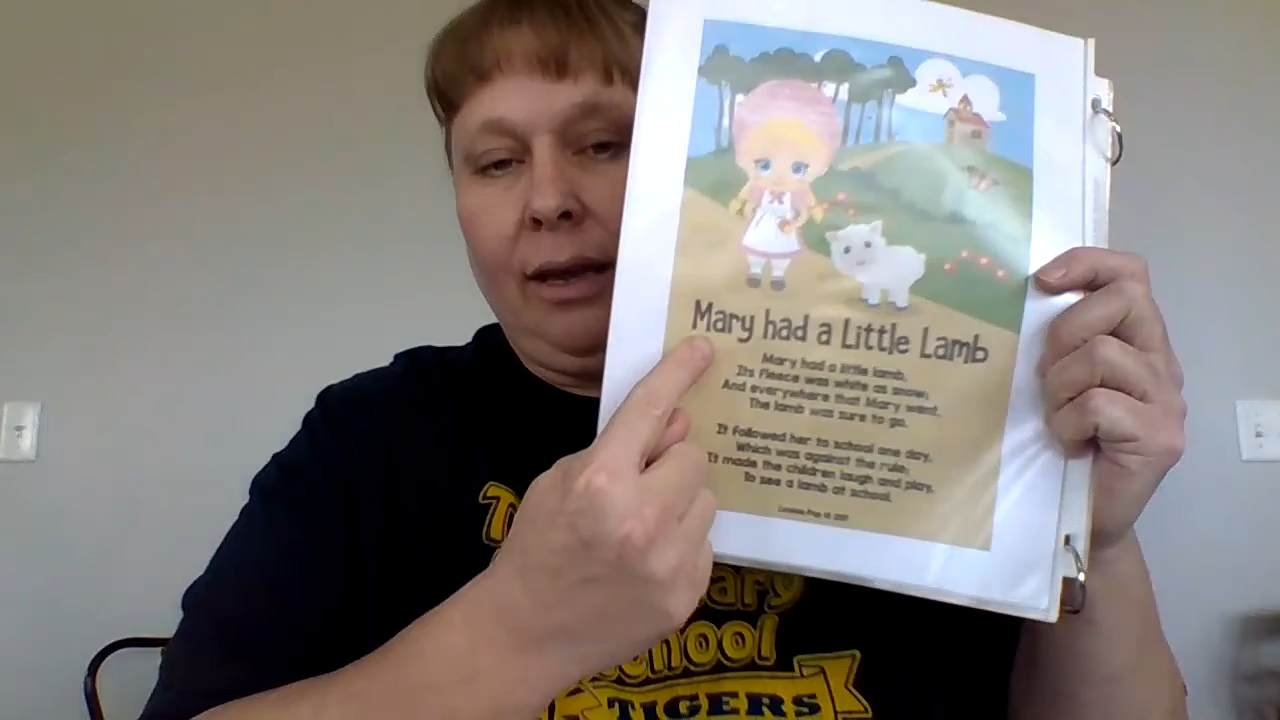 Mary had a Little Lamb
Mary had a little lamb,
Its fleece was white as snow;
And everywhere that Mary went,
The lamb was sure to go.
It followed her to school one day,
Which was against the rule;
It made the children laugh and play,
To see a lamb at school.
TIGERS